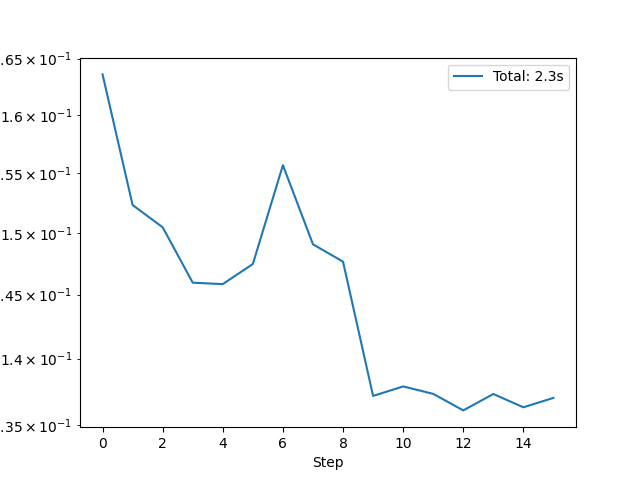 .65 × 10⁻¹
1.6 × 10⁻¹
.55 × 10⁻¹
1.5 × 10⁻¹
.45 × 10⁻¹
1.4 × 10⁻¹
.35 × 10⁻¹
Total: 2.3s
0 2 4 6 8 10 12 14
Step